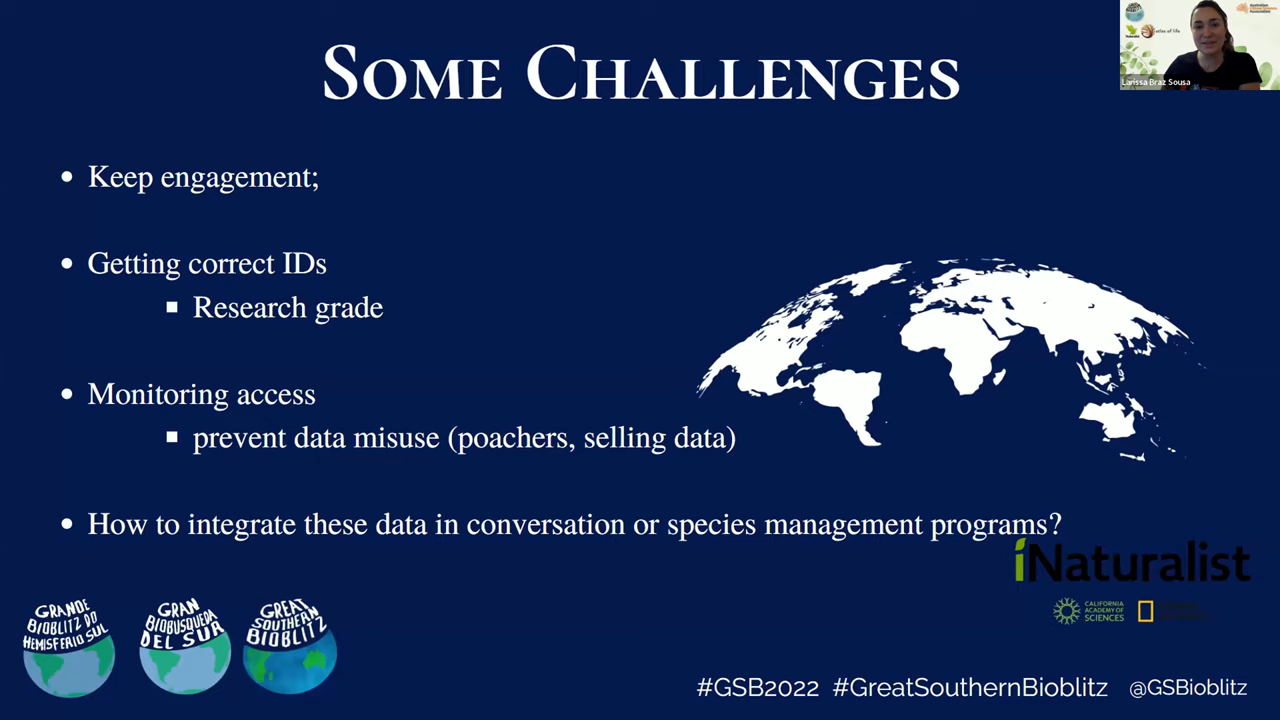 SOME CHALLENGES
Larissa Braz Sousa
• Keep engagement;
• Getting correct IDs
▪ Research grade
• Monitoring access
▪ prevent data misuse (poachers, selling data)
• How to integrate these data in conversation or species management programs?
iNaturalist
CALIFORNIA
ACADEMY OF
SCIENCES
GRANDE
BIOBLITZ DO
HEMISFÉRIO SUL
GRAN
BIOBÚSQUEDA
DEL SUR
GREAT
SOUTHERN
BIOBLITZ
#GSB2022 #GreatSouthernBioblitz @GSBioblitz